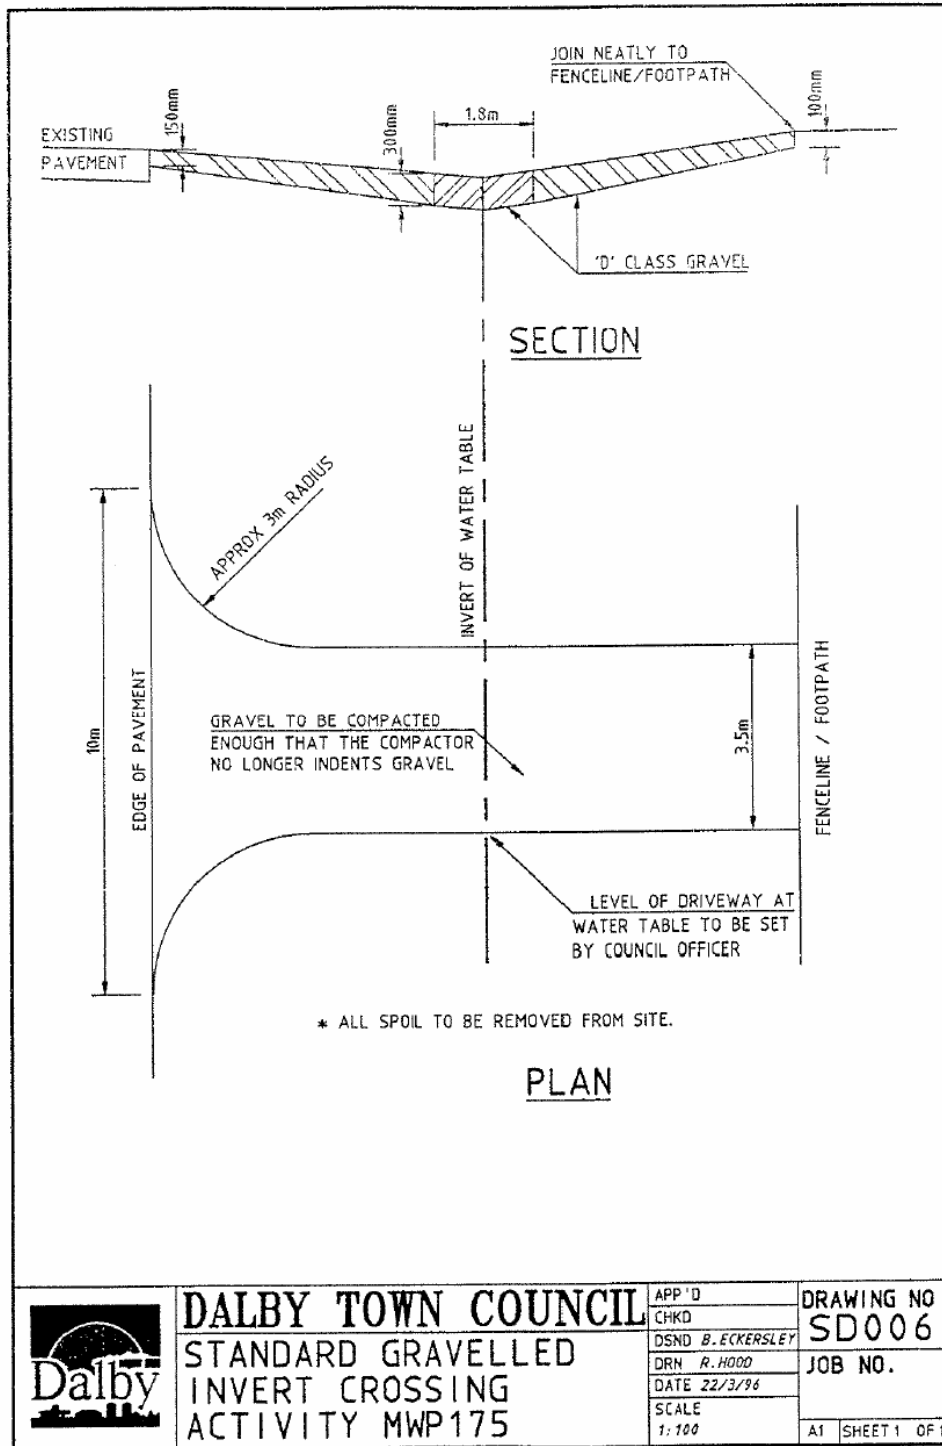 JOIN NEATLY TO
FENCELINE/FOOTPATH
100mm
150mm
300mm
1.8m
EXISTING
PAVEMENT
'D' CLASS GRAVEL
SECTION
INVERT OF WATER TABLE
APPROX 3m RADIUS
10m
EDGE OF PAVEMENT
GRAVEL TO BE COMPACTED
ENOUGH THAT THE COMPACTOR
NO LONGER INDENTS GRAVEL
3.5m
FENCELINE / FOOTPATH
LEVEL OF DRIVEWAY AT
WATER TABLE TO BE SET
BY COUNCIL OFFICER
* ALL SPOIL TO BE REMOVED FROM SITE.
PLAN
Dalby
DALBY TOWN COUNCIL
STANDARD GRAVELLED
INVERT CROSSING
ACTIVITY MWP175
APP'D
CHKD
DSND B.ECKERSLEY
DRN R.HOOD
DATE 22/3/96
SCALE
1:100
DRAWING NO
SD006
JOB NO.
A1 SHEET 1 OF 1